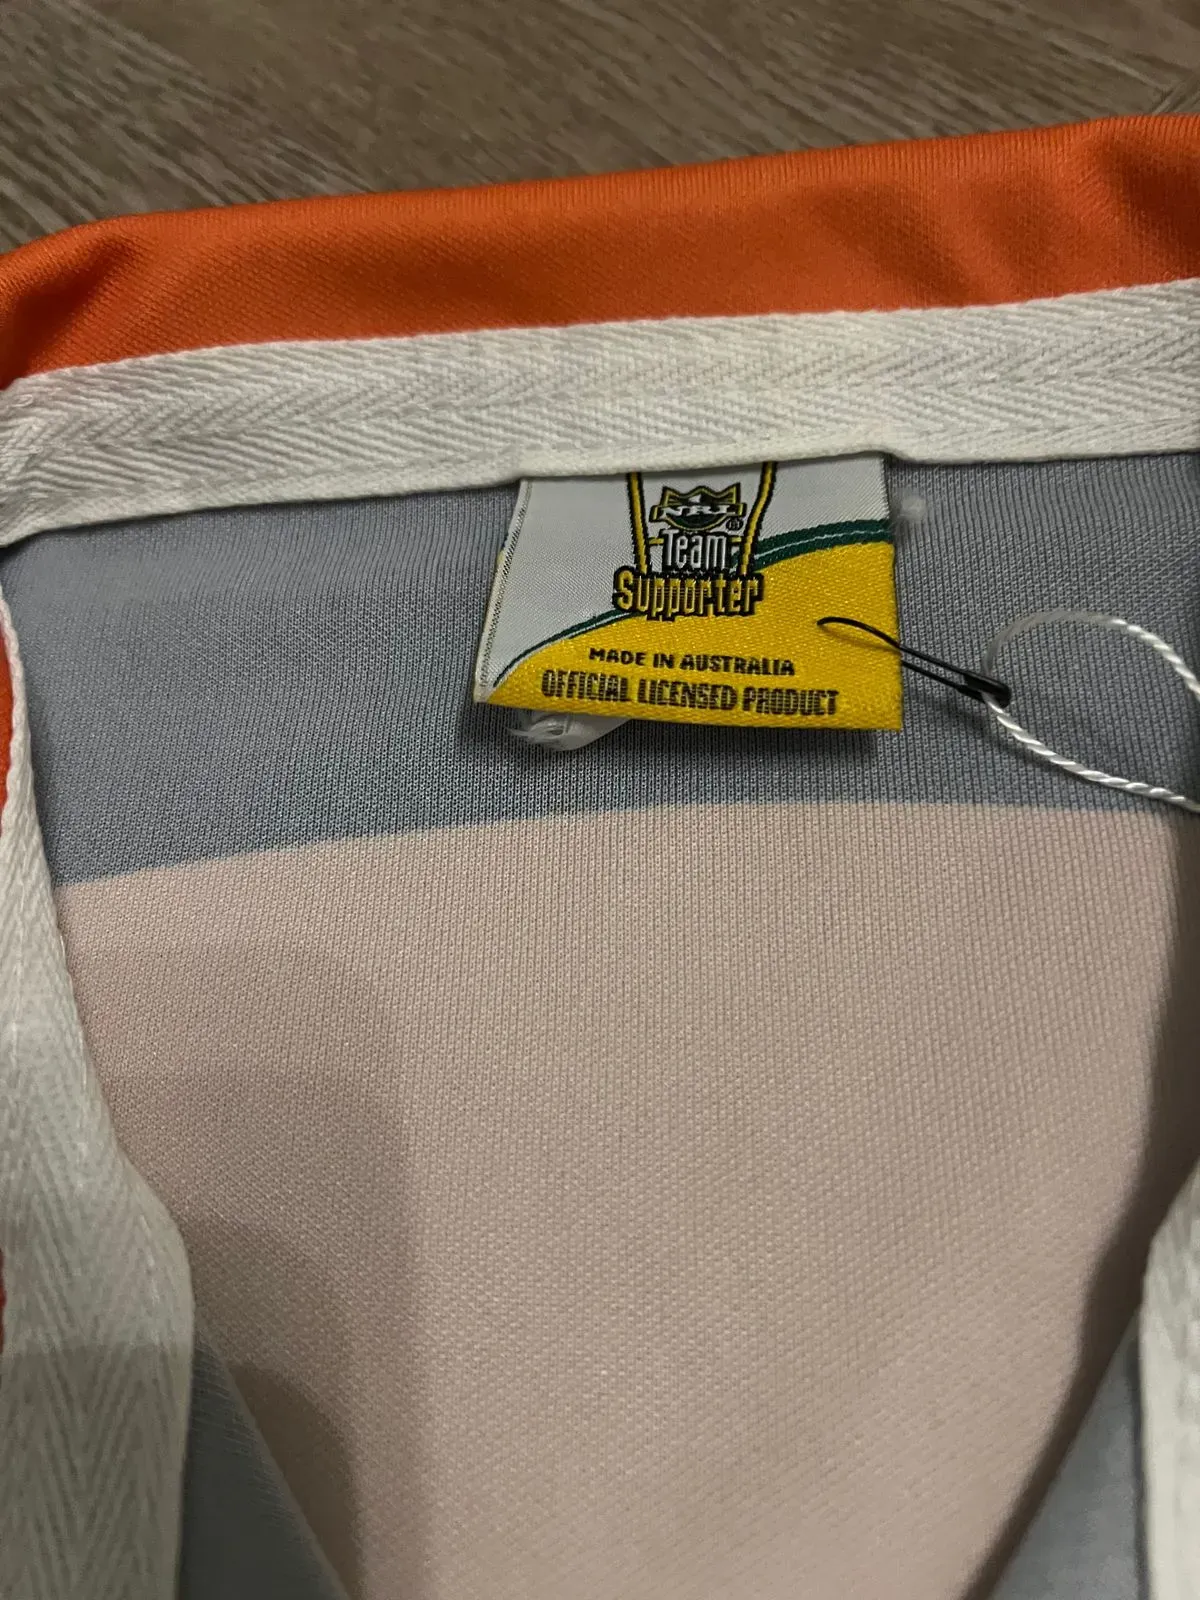 NRL
®
Team
Supporter
MADE IN AUSTRALIA
OFFICIAL LICENSED PRODUCT